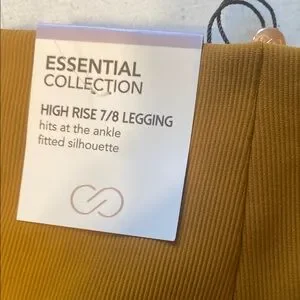 ESSENTIAL
COLLECTION
HIGH RISE 7/8 LEGGING
hits at the ankle
fitted silhouette